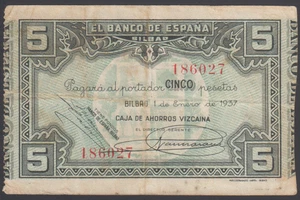 EL BANCO DE ESPAÑA
BILBAO
5 5
186027
Pagará al portador CINCO pesetas
BILBAO 1 de Enero de 1937
CAJA DE AHORROS VIZCAINA
EL DIRECTOR GERENTE
186027
5 5